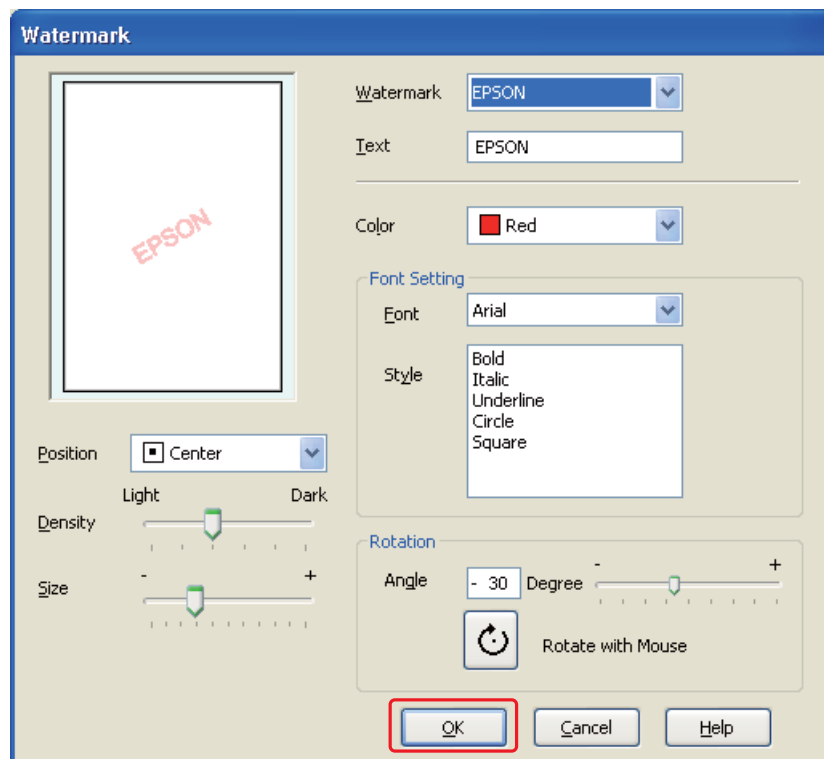 Watermark
EPSON
Watermark EPSON
Text EPSON
Color Red
Font Setting
Font Arial
Style
Bold
Italic
Underline
Circle
Square
Position Center
Light Dark
Density
Size - +
Rotation
Angle - 30 Degree - +
Rotate with Mouse
OK Cancel Help